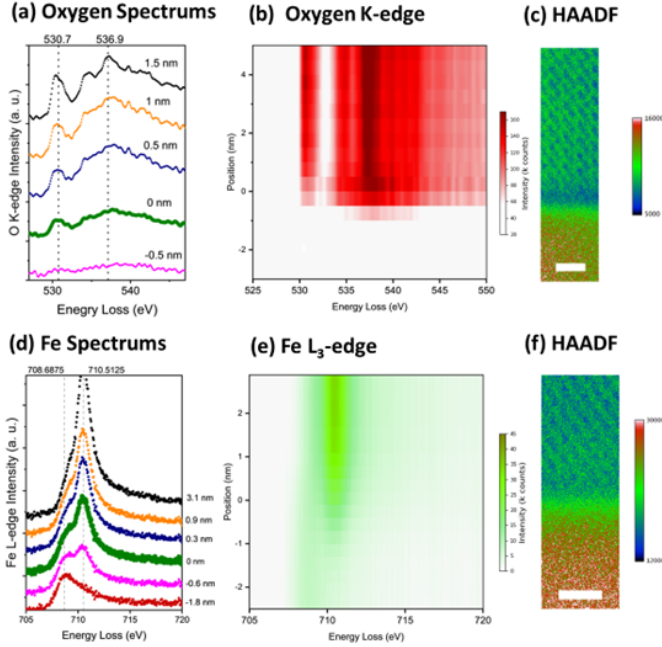 (a) Oxygen Spectrums
530.7 536.9
O K-edge Intensity (a. u.)
1.5 nm
1 nm
0.5 nm
0 nm
-0.5 nm
530 540
Enegry Loss (eV)
(b) Oxygen K-edge
Position (nm)
4
2
0
-2
525 530 535 540 545 550
Energy Loss (eV)
160
140
120
100
80
60
40
20
Intensity (k counts)
(c) HAADF
16000
5000
(d) Fe Spectrums
708.6875 710.5125
Fe L-edge Intensity (a. u.)
3.1 nm
0.9 nm
0.3 nm
0 nm
-0.6 nm
-1.8 nm
705 710 715 720
Energy Loss (eV)
(e) Fe L₃-edge
Position (nm)
2
1
0
-1
-2
705 710 715 720
Energy Loss (eV)
45
40
35
30
25
20
15
10
5
0
Intensity (k counts)
(f) HAADF
30000
12000